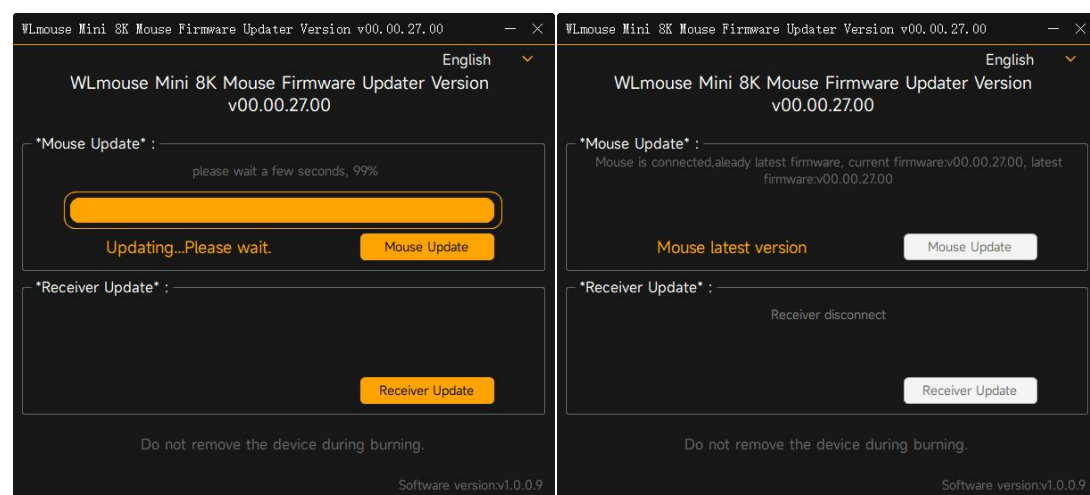 WLmouse Mini 8K Mouse Firmware Updater Version v00.00.27.00
English
WLmouse Mini 8K Mouse Firmware Updater Version
v00.00.27.00
*Mouse Update* :
please wait a few seconds, 99%
Updating...Please wait.
Mouse Update
*Receiver Update* :
Receiver Update
Do not remove the device during burning.
Software version:v1.0.0.9
WLmouse Mini 8K Mouse Firmware Updater Version v00.00.27.00
English
WLmouse Mini 8K Mouse Firmware Updater Version
v00.00.27.00
*Mouse Update* :
Mouse is connected,aleady latest firmware, current firmware:v00.00.27.00, latest
firmware:v00.00.27.00
Mouse latest version
Mouse Update
*Receiver Update* :
Receiver disconnect
Receiver Update
Do not remove the device during burning.
Software version:v1.0.0.9